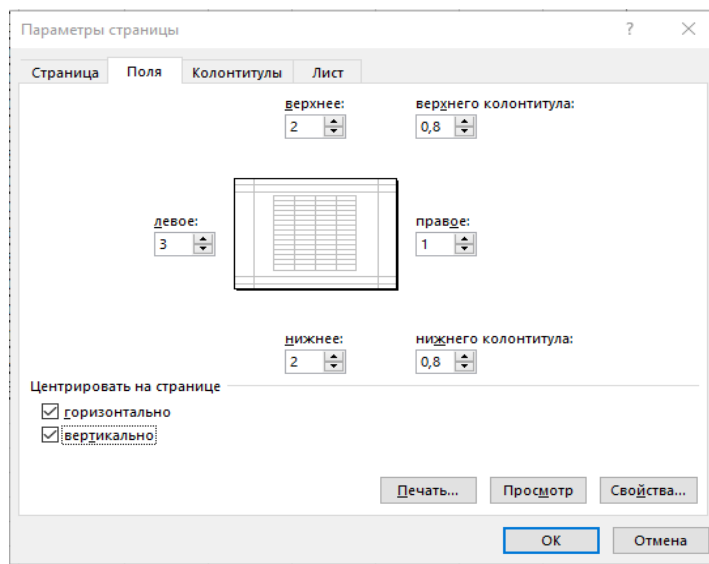 Параметры страницы ?
Страница Поля Колонтитулы Лист
верхнее: верхнего колонтитула:
2 0,8
левое: правое:
3 1
нижнее: нижнего колонтитула:
2 0,8
Центрировать на странице
горизонтально
вертикально
Печать... Просмотр Свойства...
ОК Отмена